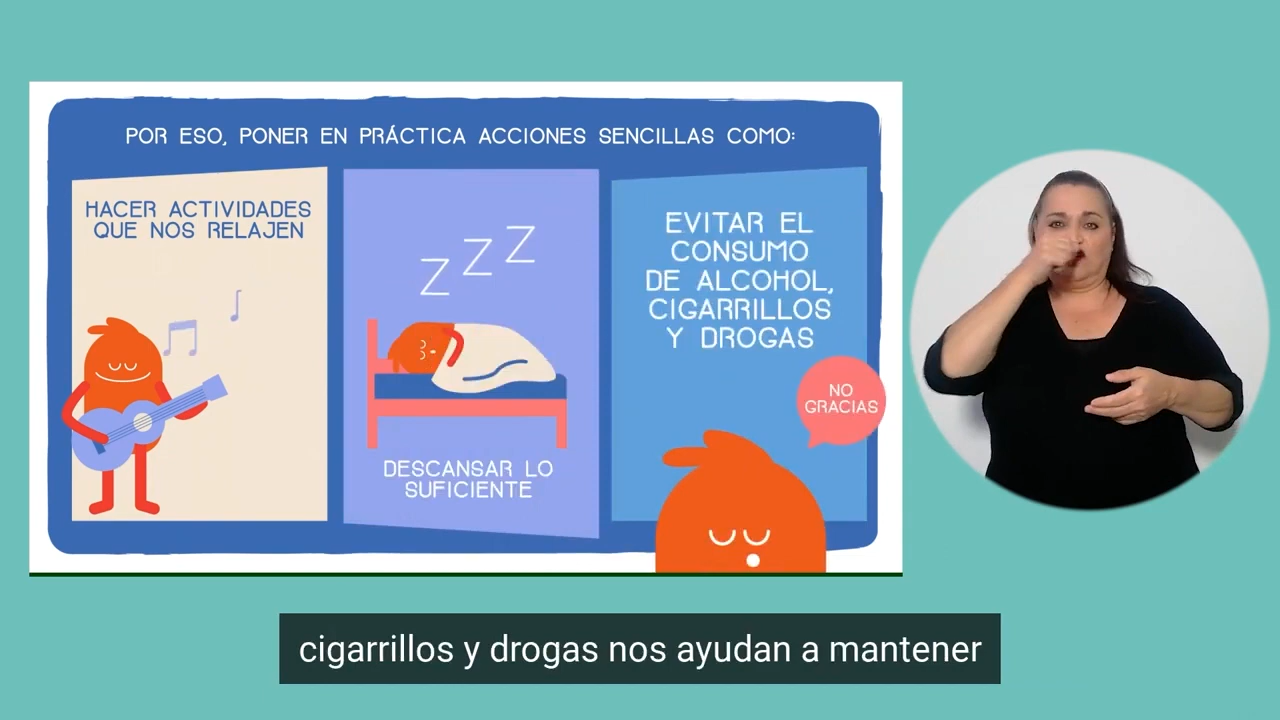 POR ESO, PONER EN PRÁCTICA ACCIONES SENCILLAS COMO:
HACER ACTIVIDADES
QUE NOS RELAJEN
Z Z Z
DESCANSAR LO
SUFICIENTE
EVITAR EL
CONSUMO
DE ALCOHOL,
CIGARRILLOS
Y DROGAS
NO
GRACIAS
cigarrillos y drogas nos ayudan a mantener